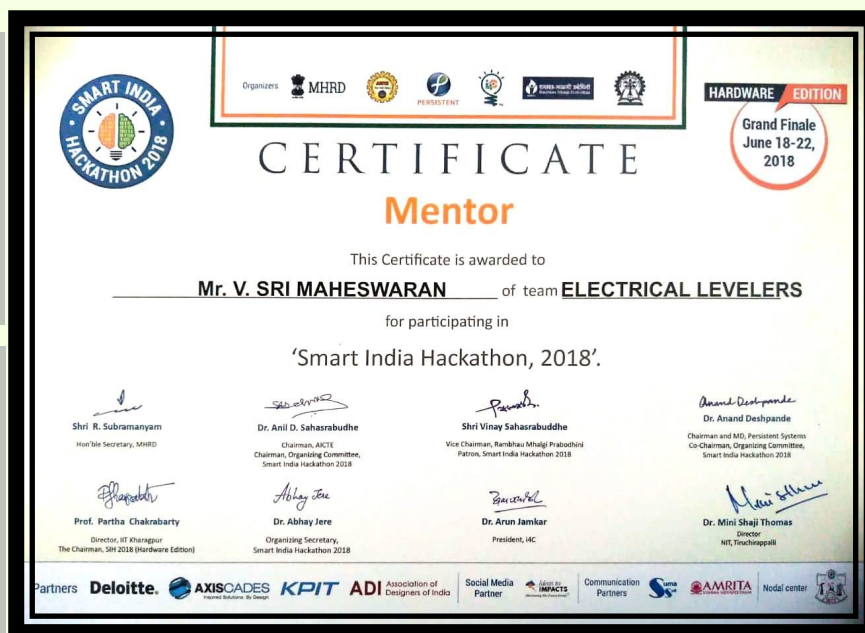 SMART INDIA
HACKATHON 2018
Organizers MHRD
PERSISTENT
HARDWARE EDITION
Grand Finale
June 18-22,
2018
CERTIFICATE
Mentor
This Certificate is awarded to
Mr. V. SRI MAHESWARAN of team ELECTRICAL LEVELERS
for participating in
‘Smart India Hackathon, 2018’.
Shri R. Subramanyam
Hon'ble Secretary, MHRD
Dr. Anil D. Sahasrabudhe
Chairman, AICTE
Chairman, Organizing Committee,
Smart India Hackathon 2018
Shri Vinay Sahasrabuddhe
Vice Chairman, Rambhau Mhalgi Prabodhini
Patron, Smart India Hackathon 2018
Anand Deshpande
Dr. Anand Deshpande
Chairman and MD, Persistent Systems
Co-Chairman, Organizing Committee,
Smart India Hackathon 2018
Prof. Partha Chakrabarty
Director, IIT Kharagpur
The Chairman, SIH 2018 (Hardware Edition)
Abhay Jere
Dr. Abhay Jere
Organizing Secretary,
Smart India Hackathon 2018
Dr. Arun Jamkar
President, i4C
Dr. Mini Shaji Thomas
Director
NIT, Tiruchirappalli
Partners Deloitte. AXISCADES KPIT ADI Association of
Designers of India
Social Media
Partner
Ideas to
IMPACTS
Communication
Partners
AMRITA
Nodal center